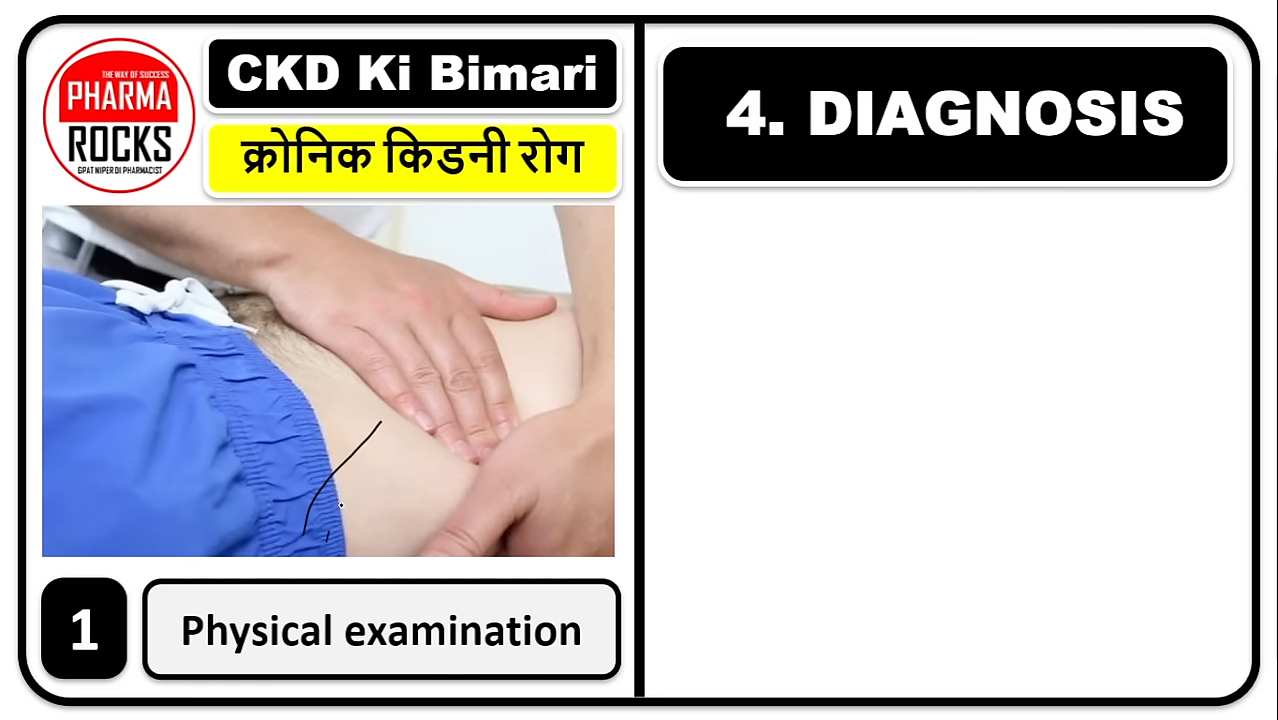 THE WAY OF SUCCESS
PHARMA
ROCKS
GPAT NIPER DI PHARMACIST
CKD Ki Bimari
क्रोनिक किडनी रोग
1
Physical examination
4. DIAGNOSIS